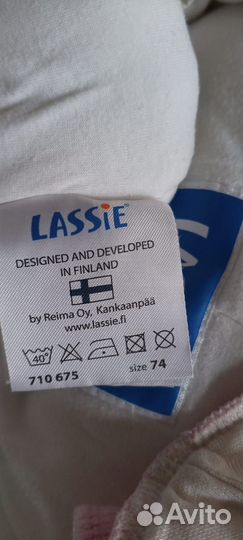 LASSiE
DESIGNED AND DEVELOPED
IN FINLAND
by Reima Oy, Kankaanpää
www.lassie.fi
40°
710 675 size 74
Avito